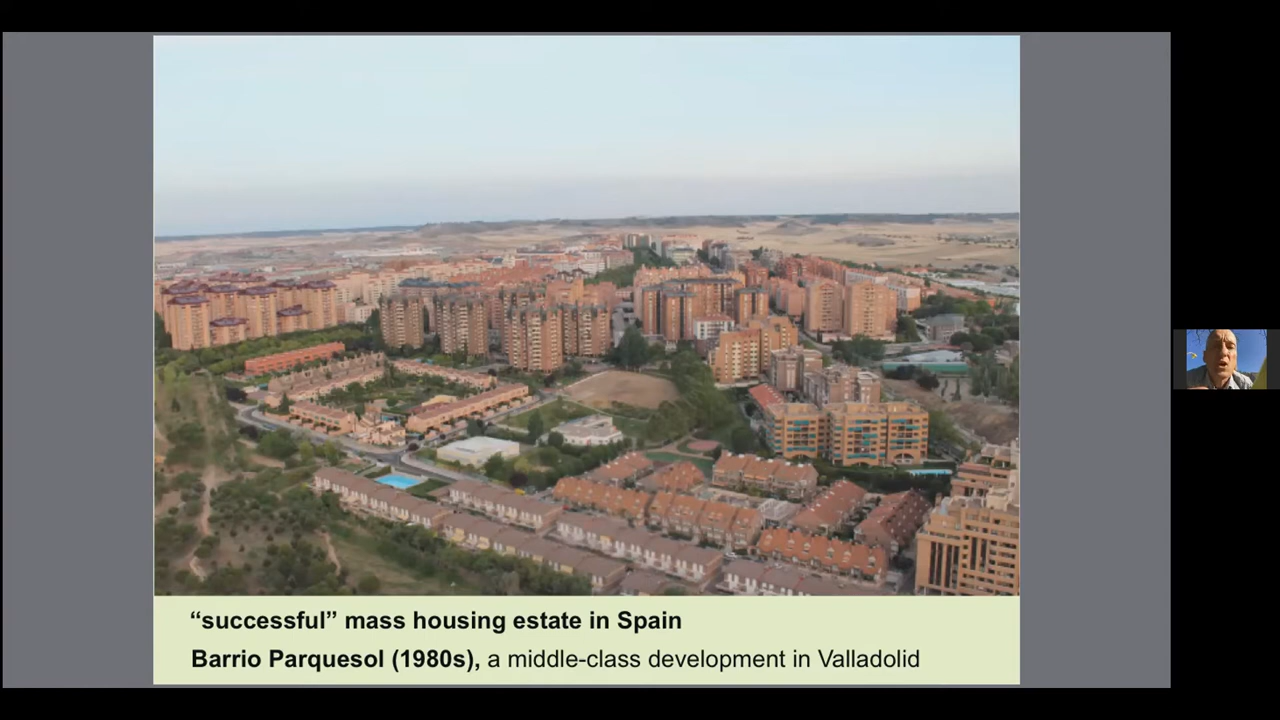 “successful” mass housing estate in Spain
Barrio Parquesol (1980s), a middle-class development in Valladolid